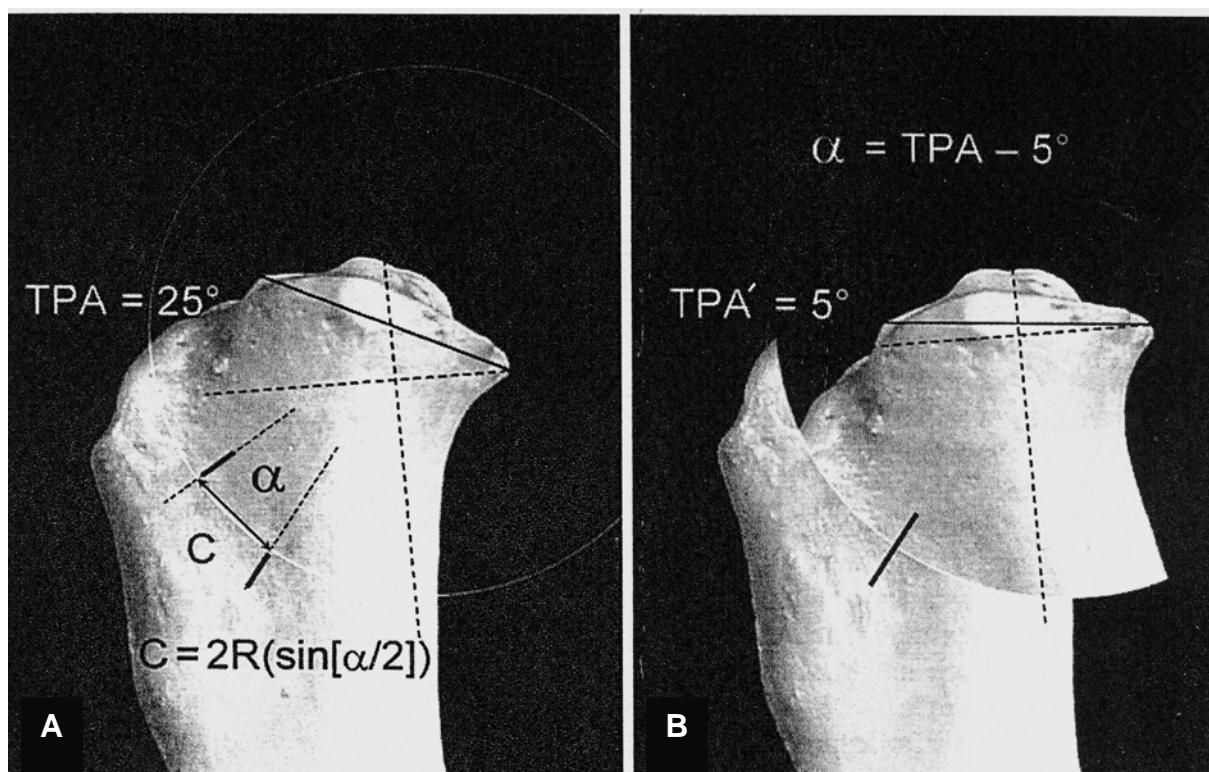 TPA = 25°
α
C
C = 2R(sin[α/2])
A
α = TPA – 5°
TPA′ = 5°
B